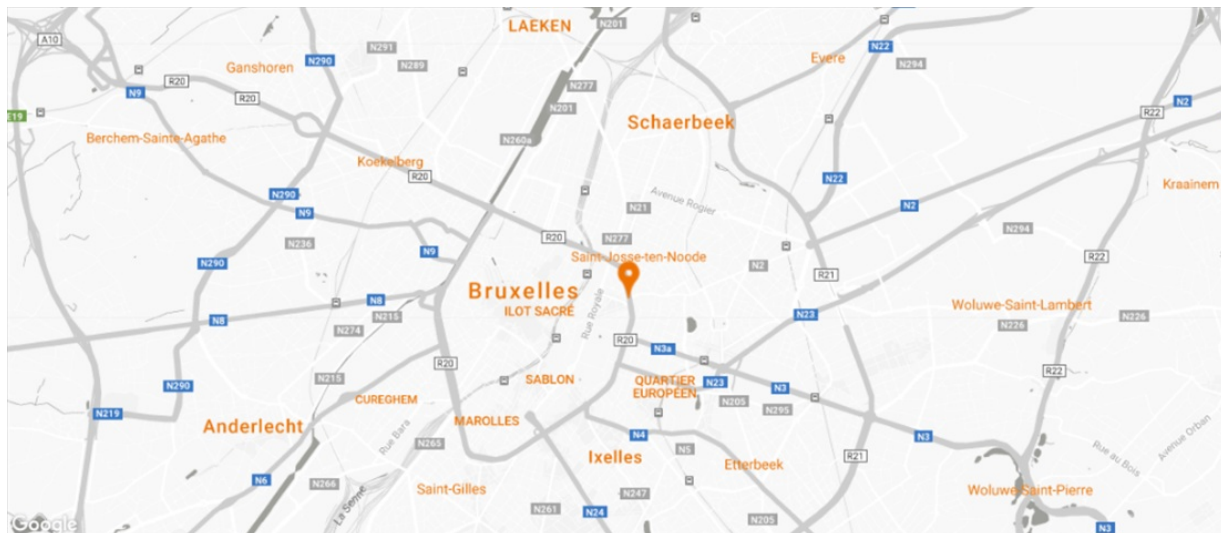 LAEKEN
N201
A10
N291
N290
N22
Ganshoren
N289
Evere
N294
R20
N9
N277
R20
N201
N2
E19
Schaerbeek
R22
Berchem-Sainte-Agathe
N260a
Koekelberg
R20
N22
Kraainem
N290
Avenue Rogier
N9
N21
N2
N236
R20
N277
N294
N9
Saint-Josse-ten-Noode
R22
N290
N2
R21
Bruxelles
N8
ILOT SACRÉ
Rue Royale
Woluwe-Saint-Lambert
N8
N215
N23
N226
N226
N274
R20
N3a
R20
R22
N215
SABLON
QUARTIER
EUROPÉEN
N23
N3
N290
CUREGHEM
N205
N295
N219
Anderlecht
MAROLLES
Rue Bara
N265
N4
N3
Avenue Orban
N5
Rue au Bois
Ixelles
R21
Etterbeek
N6
N266
Saint-Gilles
N247
Woluwe-Saint-Pierre
La Senne
N261
N24
N205
N3
Google